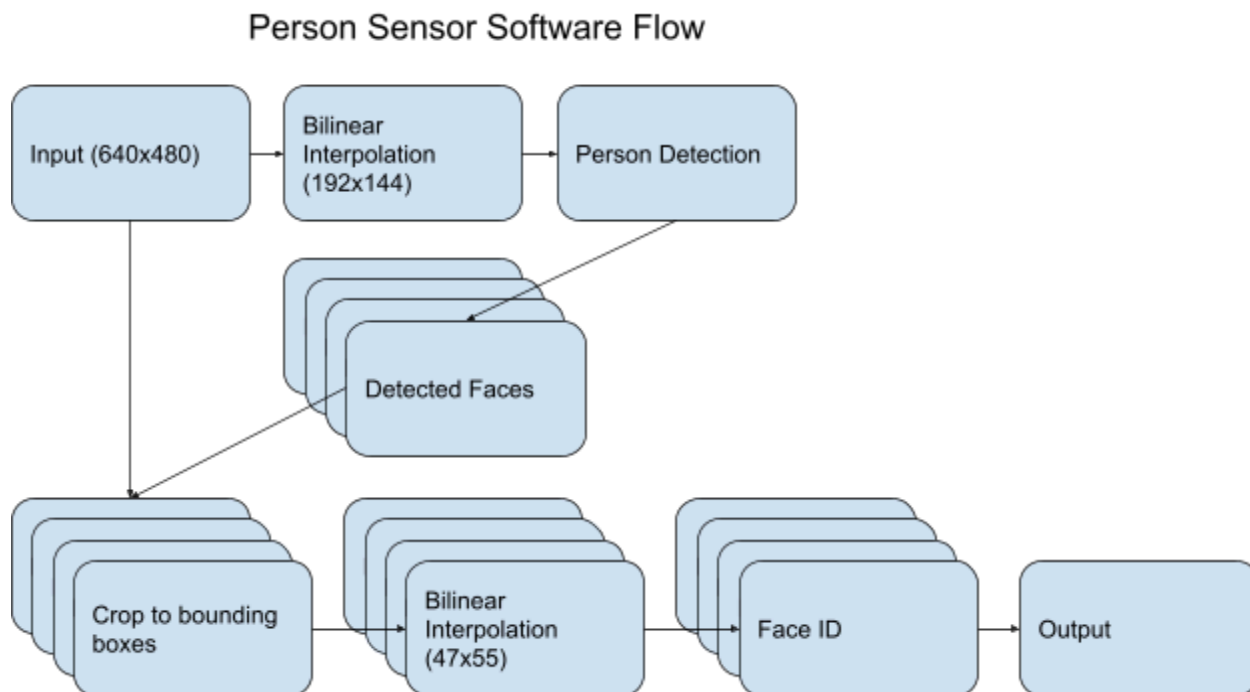 Person Sensor Software Flow
Input (640x480)
Bilinear
Interpolation
(192x144)
Person Detection
Detected Faces
Crop to bounding
boxes
Bilinear
Interpolation
(47x55)
Face ID
Output